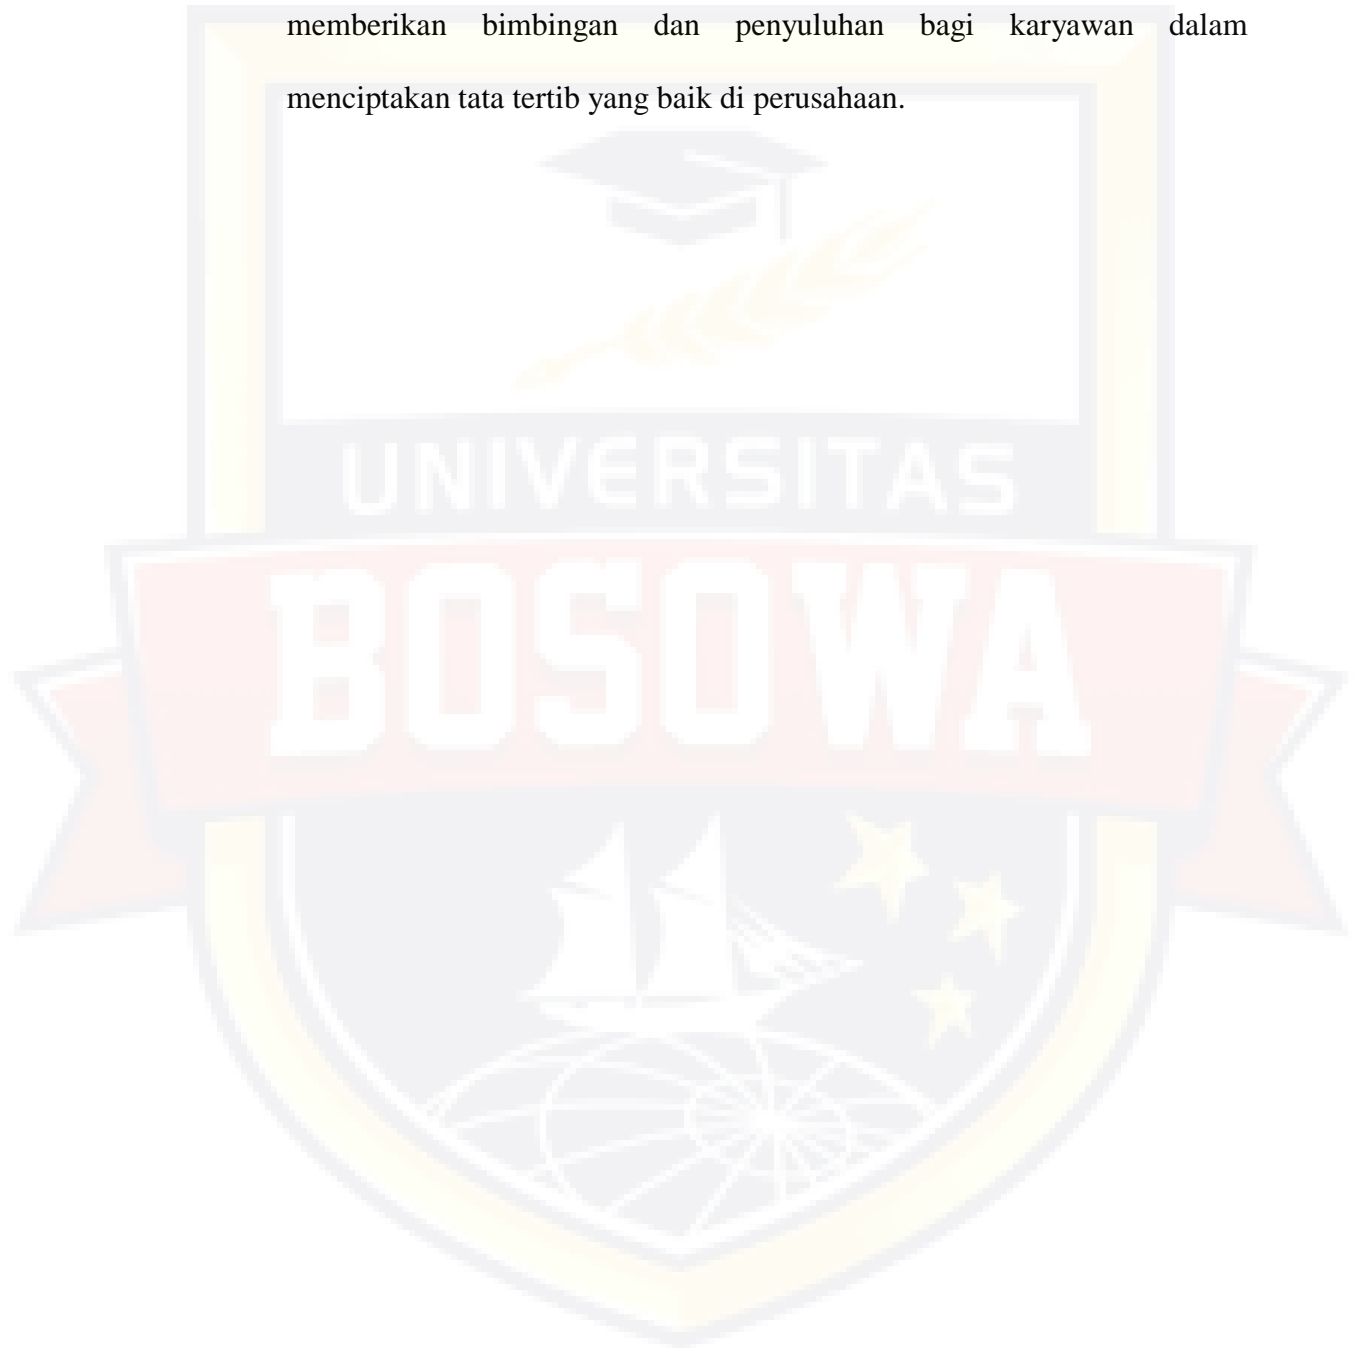 memberikan bimbingan dan penyuluhan bagi karyawan dalam
menciptakan tata tertib yang baik di perusahaan.
UNIVERSITAS
BOSOWA